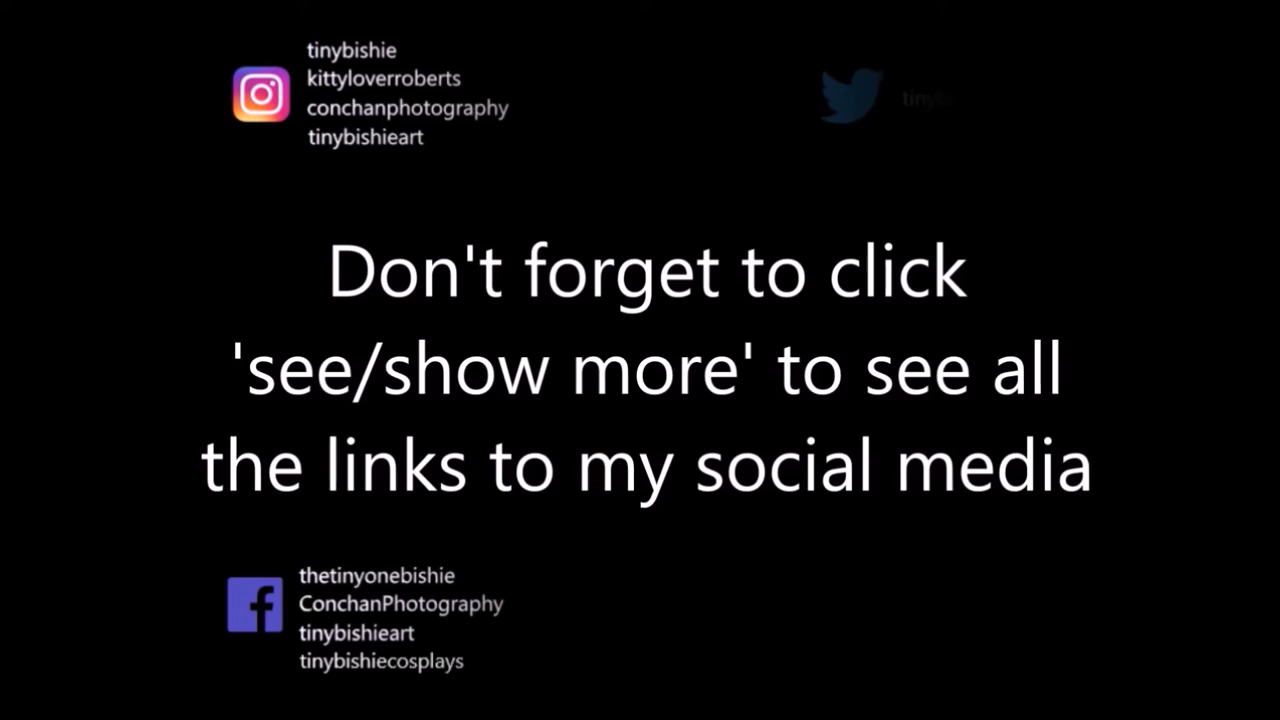 tinybishie
kittyloverroberts
conchanphotography
tinybishieart
Don't forget to click
'see/show more' to see all
the links to my social media
thetinyonebishie
ConchanPhotography
tinybishieart
tinybishiecosplays